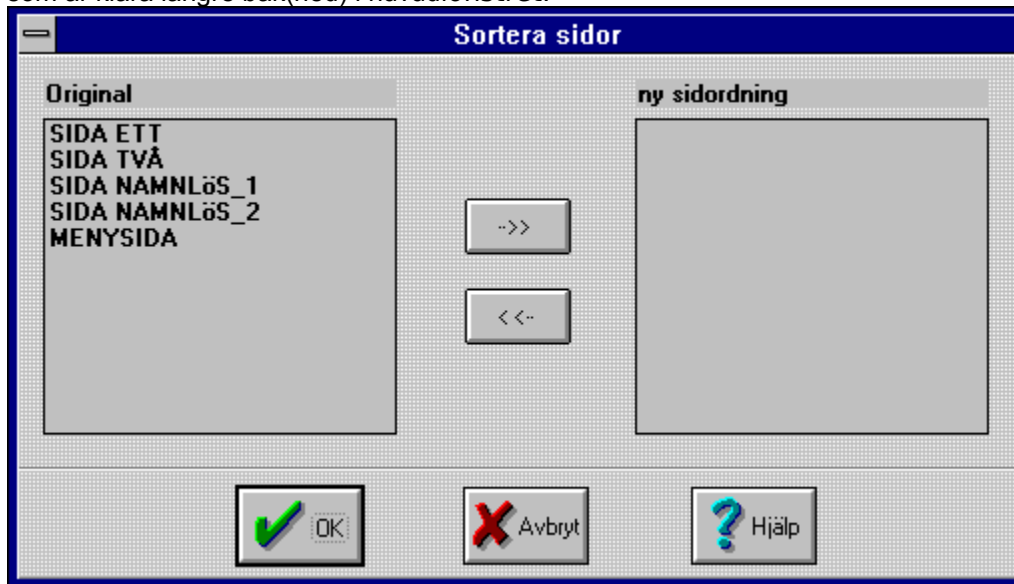 Sortera sidor
Original
ny sidordning
SIDA ETT
SIDA TVÅ
SIDA NAMNLöS_1
SIDA NAMNLöS_2
MENYSIDA
-->>
<<--
OK
Avbryt
Hjälp